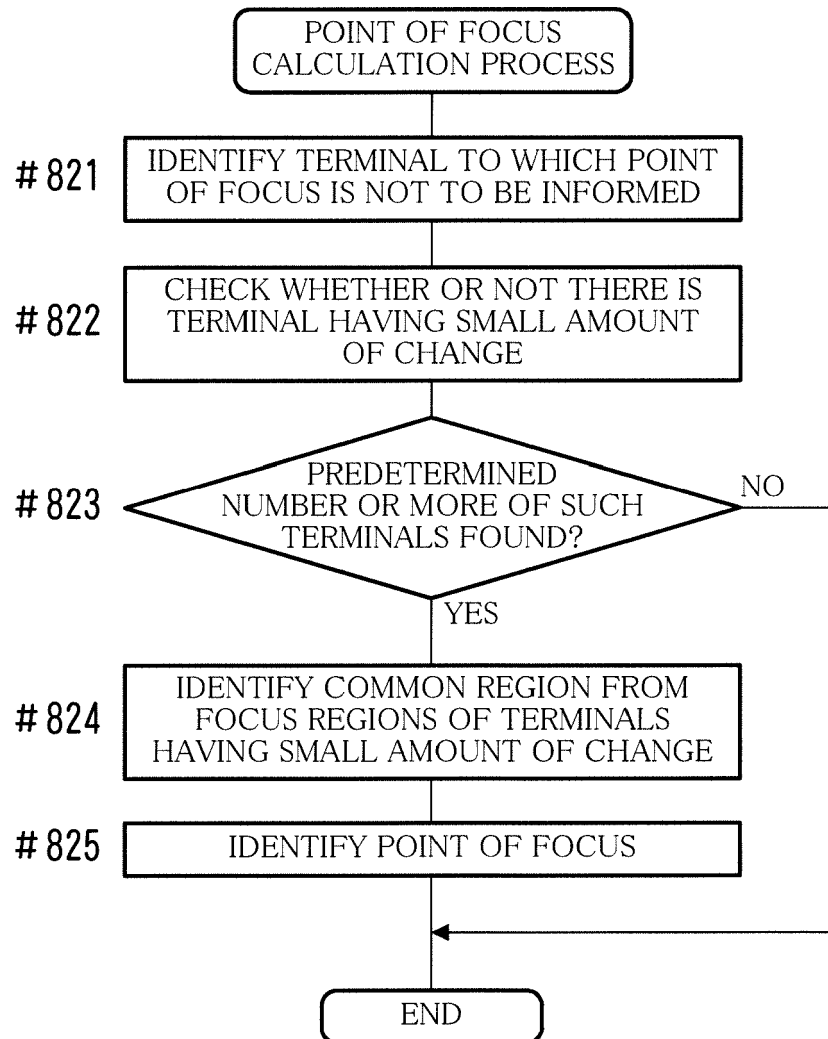 POINT OF FOCUS
CALCULATION PROCESS
#821
IDENTIFY TERMINAL TO WHICH POINT
OF FOCUS IS NOT TO BE INFORMED
#822
CHECK WHETHER OR NOT THERE IS
TERMINAL HAVING SMALL AMOUNT
OF CHANGE
#823
PREDETERMINED
NUMBER OR MORE OF SUCH
TERMINALS FOUND?
NO
YES
#824
IDENTIFY COMMON REGION FROM
FOCUS REGIONS OF TERMINALS
HAVING SMALL AMOUNT OF CHANGE
#825
IDENTIFY POINT OF FOCUS
END